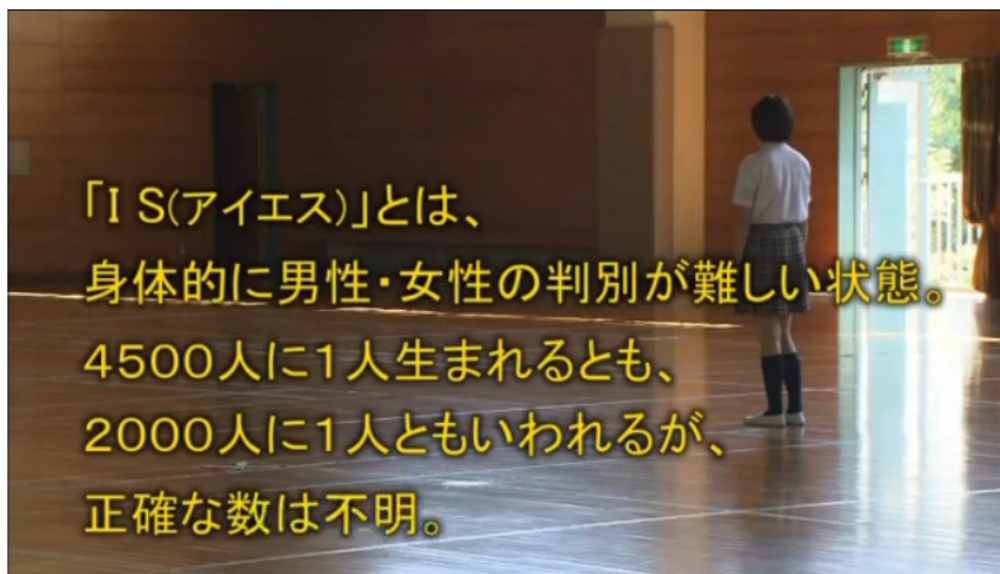 「I S(アイエス)」とは、
身体的に男性・女性の判別が難しい状態。
4500人に1人生まれるとも、
2000人に1人ともいわれるが、
正確な数は不明。